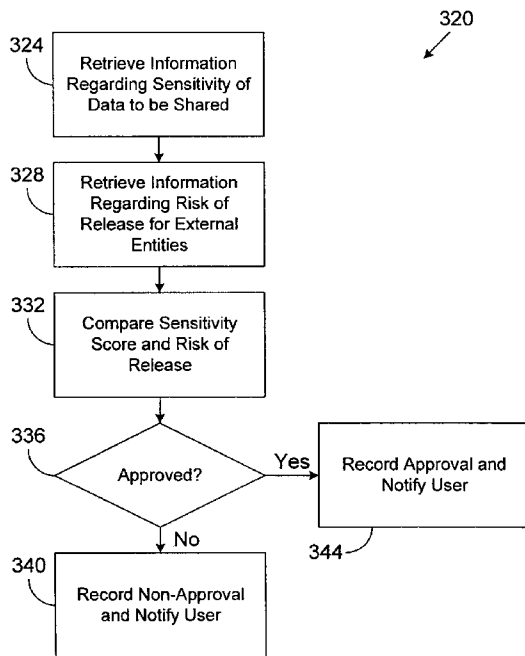 320
324
Retrieve Information
Regarding Sensitivity of
Data to be Shared
328
Retrieve Information
Regarding Risk of
Release for External
Entities
332
Compare Sensitivity
Score and Risk of
Release
336
Approved?
Yes
Record Approval and
Notify User
344
No
340
Record Non-Approval
and Notify User